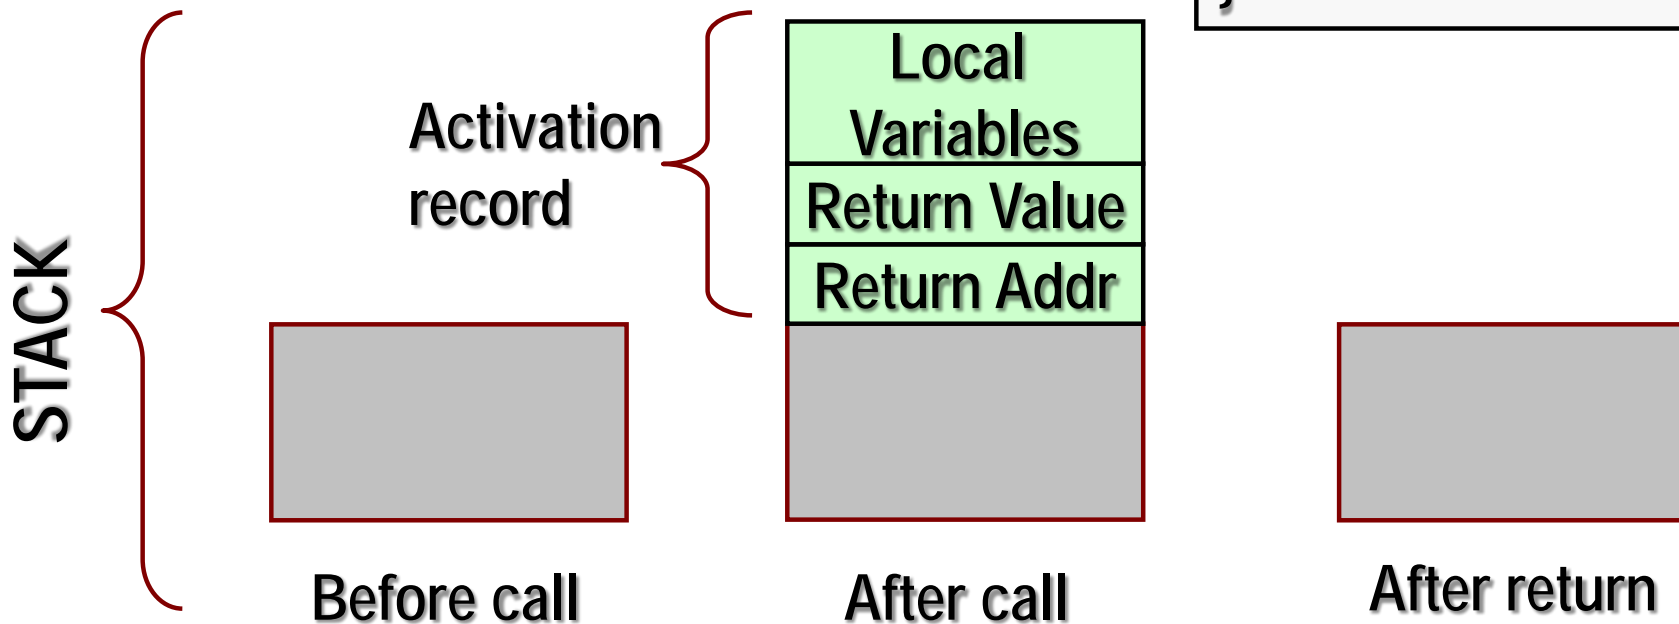 STACK
Activation
record
Local
Variables
Return Value
Return Addr
Before call
After call
After return